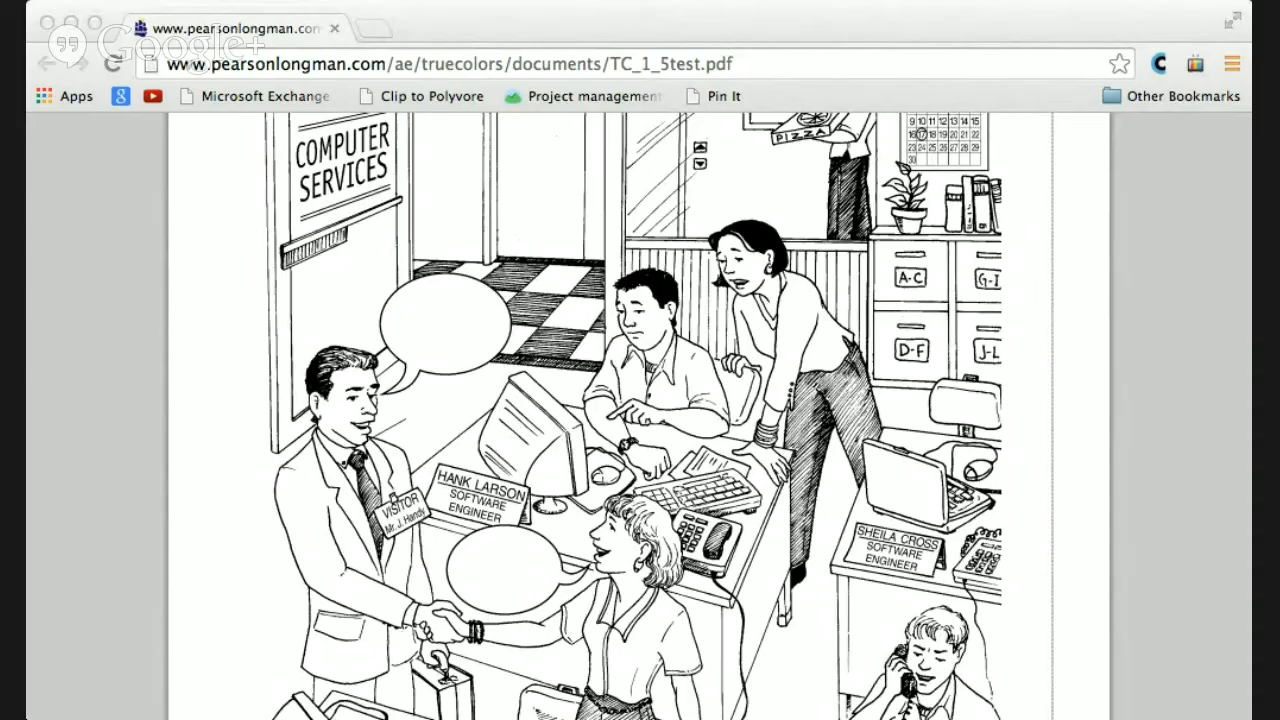 www.pearsonlongman.com
Google+
www.pearsonlongman.com/ae/truecolors/documents/TC_1_5test.pdf
Apps
Microsoft Exchange
Clip to Polyvore
Project management
Pin It
Other Bookmarks
COMPUTER
SERVICES
PIZZA
9 10 11 12 13 14 15
16 17 18 19 20 21 22
23 24 25 26 27 28 29
30
A-C
G-I
D-F
J-L
VISITOR
Mr. J. Handy
HANK LARSON
SOFTWARE
ENGINEER
SHEILA CROSS
SOFTWARE
ENGINEER